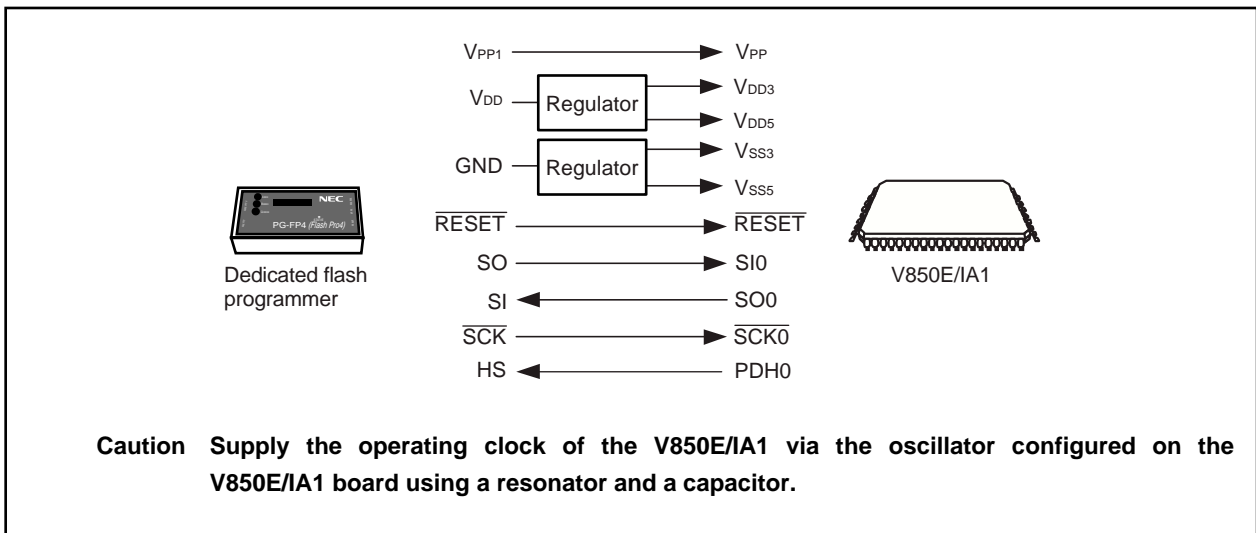 VPP1 VPP
VDD Regulator VDD3
VDD5
GND Regulator VSS3
VSS5
NEC
PG-FP4 (Flash Pro4)
RESET RESET
Dedicated flash
programmer
SO SI0
V850E/IA1
SI SO0
SCK SCK0
HS PDH0
Caution Supply the operating clock of the V850E/IA1 via the oscillator configured on the
V850E/IA1 board using a resonator and a capacitor.